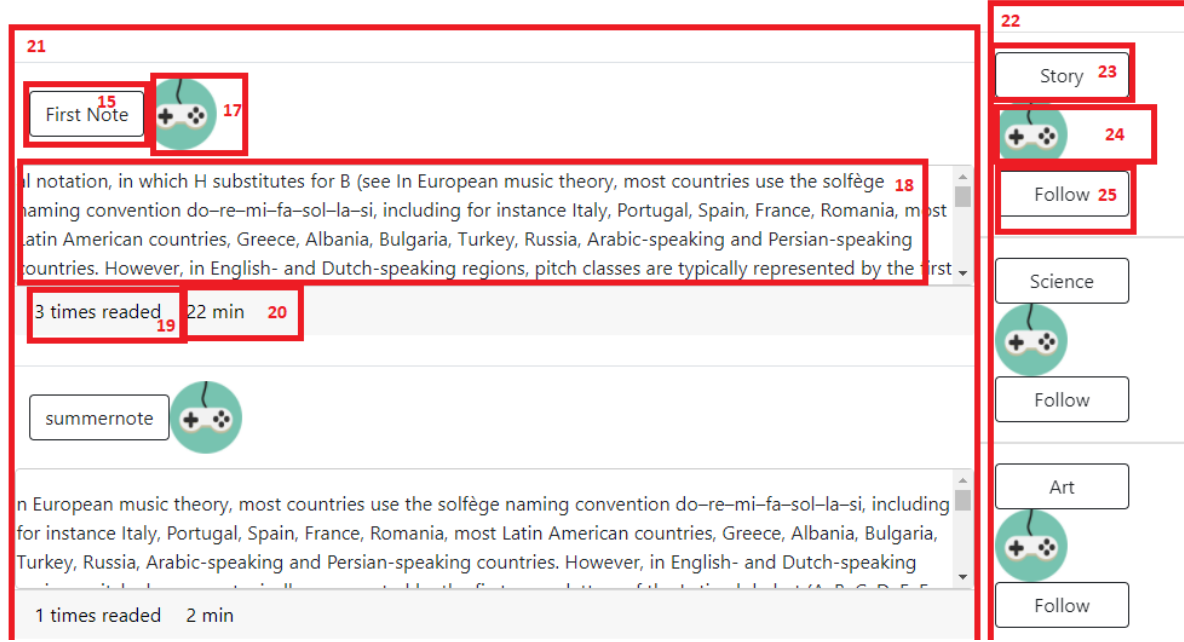 21
First Note
15
17
l notation, in which H substitutes for B (see In European music theory, most countries use the solfège
18
naming convention do–re–mi–fa–sol–la–si, including for instance Italy, Portugal, Spain, France, Romania, most
Latin American countries, Greece, Albania, Bulgaria, Turkey, Russia, Arabic-speaking and Persian-speaking
countries. However, in English- and Dutch-speaking regions, pitch classes are typically represented by the first
3 times readed
19
22 min
20
summernote
n European music theory, most countries use the solfège naming convention do–re–mi–fa–sol–la–si, including
for instance Italy, Portugal, Spain, France, Romania, most Latin American countries, Greece, Albania, Bulgaria,
Turkey, Russia, Arabic-speaking and Persian-speaking countries. However, in English- and Dutch-speaking
1 times readed
2 min
22
Story
23
24
Follow
25
Science
Follow
Art
Follow